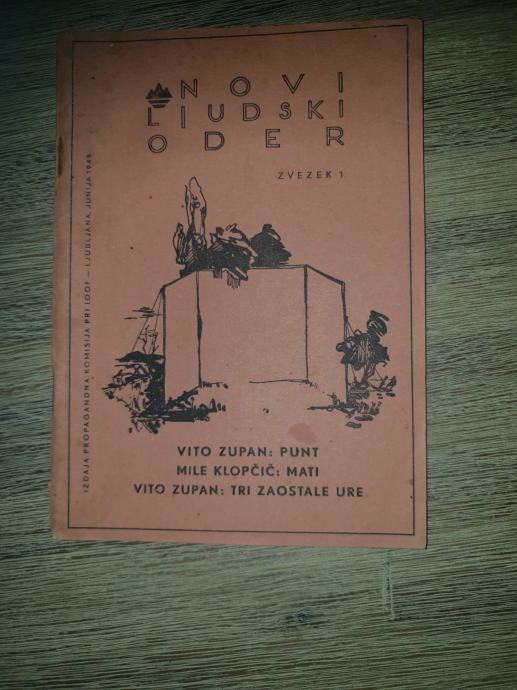 NOVI
LJUDSKI
ODER
ZVEZEK 1
IZDAJA PROPAGANDNA KOMISIJA PRI IOOF — LJUBLJANA, JUNIJA 1945
VITO ZUPAN: PUNT
MILE KLOPČIČ: MATI
VITO ZUPAN: TRI ZAOSTALE URE